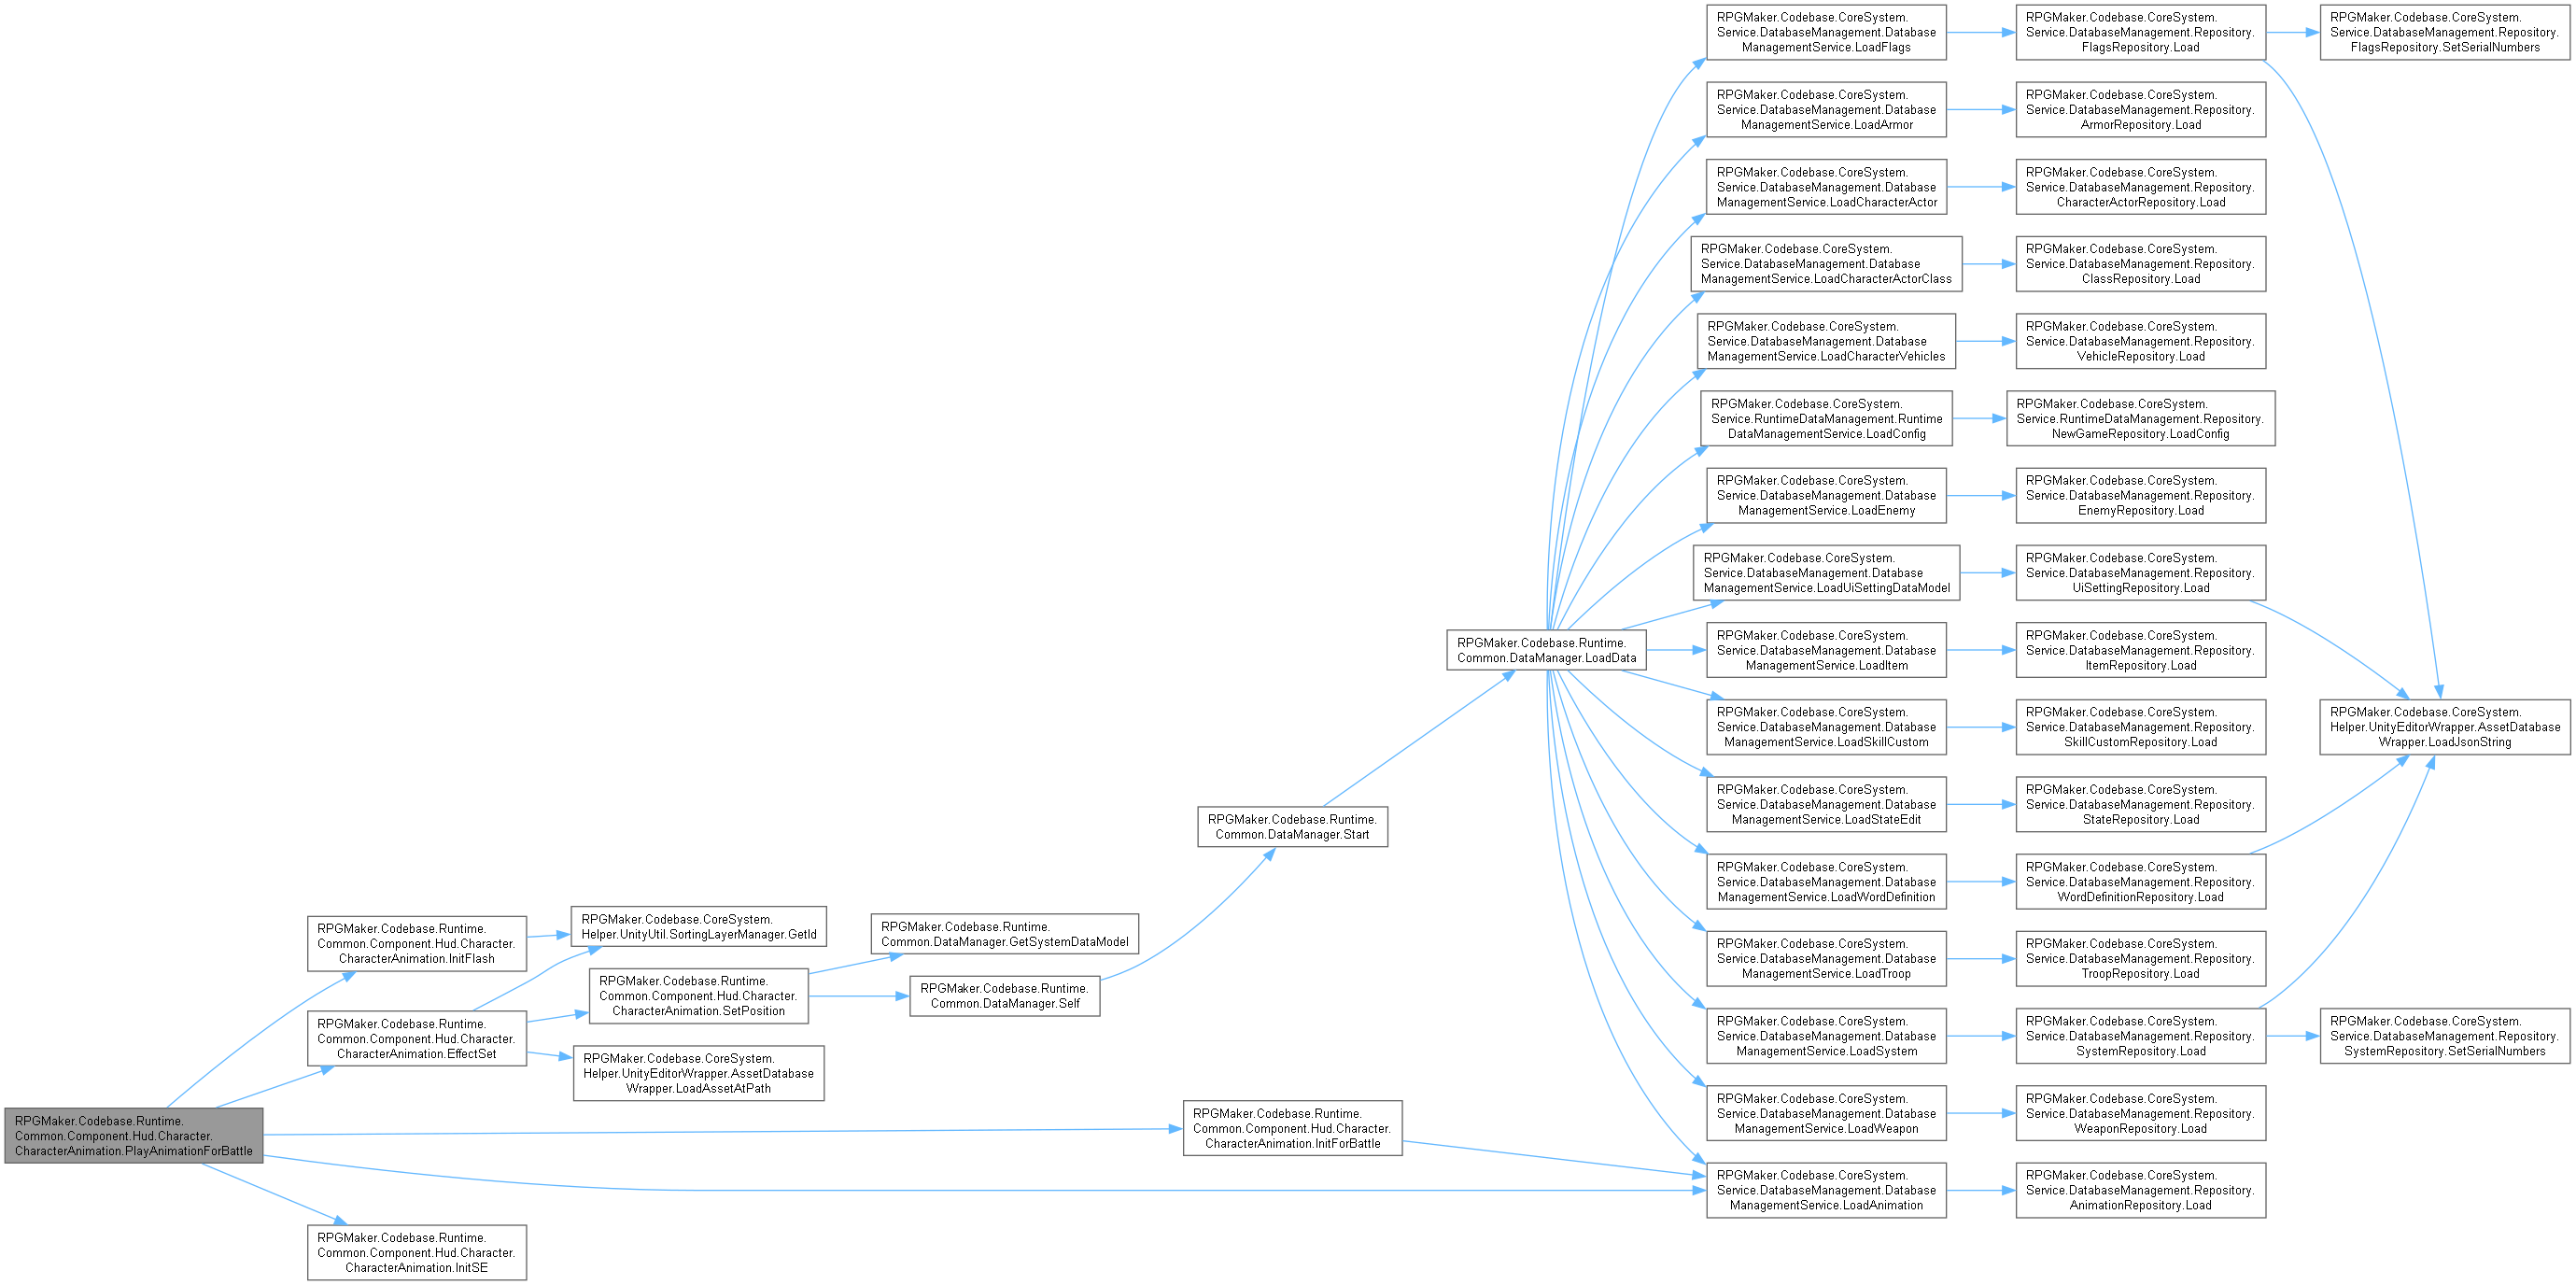 RPGMaker.Codebase.Runtime.
Common.Component.Hud.Character.
CharacterAnimation.PlayAnimationForBattle
RPGMaker.Codebase.Runtime.
Common.Component.Hud.Character.
CharacterAnimation.InitFlash
RPGMaker.Codebase.Runtime.
Common.Component.Hud.Character.
CharacterAnimation.EffectSet
RPGMaker.Codebase.Runtime.
Common.Component.Hud.Character.
CharacterAnimation.InitSE
RPGMaker.Codebase.CoreSystem.
Helper.UnityUtil.SortingLayerManager.GetId
RPGMaker.Codebase.Runtime.
Common.Component.Hud.Character.
CharacterAnimation.SetPosition
RPGMaker.Codebase.CoreSystem.
Helper.UnityEditorWrapper.AssetDatabase
Wrapper.LoadAssetAtPath
RPGMaker.Codebase.Runtime.
Common.DataManager.GetSystemDataModel
RPGMaker.Codebase.Runtime.
Common.DataManager.Self
RPGMaker.Codebase.Runtime.
Common.DataManager.Start
RPGMaker.Codebase.Runtime.
Common.Component.Hud.Character.
CharacterAnimation.InitForBattle
RPGMaker.Codebase.Runtime.
Common.DataManager.LoadData
RPGMaker.Codebase.CoreSystem.
Service.DatabaseManagement.Database
ManagementService.LoadFlags
RPGMaker.Codebase.CoreSystem.
Service.DatabaseManagement.Database
ManagementService.LoadArmor
RPGMaker.Codebase.CoreSystem.
Service.DatabaseManagement.Database
ManagementService.LoadCharacterActor
RPGMaker.Codebase.CoreSystem.
Service.DatabaseManagement.Database
ManagementService.LoadCharacterActorClass
RPGMaker.Codebase.CoreSystem.
Service.DatabaseManagement.Database
ManagementService.LoadCharacterVehicles
RPGMaker.Codebase.CoreSystem.
Service.RuntimeDataManagement.Runtime
DataManagementService.LoadConfig
RPGMaker.Codebase.CoreSystem.
Service.DatabaseManagement.Database
ManagementService.LoadEnemy
RPGMaker.Codebase.CoreSystem.
Service.DatabaseManagement.Database
ManagementService.LoadUiSettingDataModel
RPGMaker.Codebase.CoreSystem.
Service.DatabaseManagement.Database
ManagementService.LoadItem
RPGMaker.Codebase.CoreSystem.
Service.DatabaseManagement.Database
ManagementService.LoadSkillCustom
RPGMaker.Codebase.CoreSystem.
Service.DatabaseManagement.Database
ManagementService.LoadStateEdit
RPGMaker.Codebase.CoreSystem.
Service.DatabaseManagement.Database
ManagementService.LoadWordDefinition
RPGMaker.Codebase.CoreSystem.
Service.DatabaseManagement.Database
ManagementService.LoadTroop
RPGMaker.Codebase.CoreSystem.
Service.DatabaseManagement.Database
ManagementService.LoadSystem
RPGMaker.Codebase.CoreSystem.
Service.DatabaseManagement.Database
ManagementService.LoadWeapon
RPGMaker.Codebase.CoreSystem.
Service.DatabaseManagement.Database
ManagementService.LoadAnimation
RPGMaker.Codebase.CoreSystem.
Service.DatabaseManagement.Repository.
FlagsRepository.Load
RPGMaker.Codebase.CoreSystem.
Service.DatabaseManagement.Repository.
ArmorRepository.Load
RPGMaker.Codebase.CoreSystem.
Service.DatabaseManagement.Repository.
CharacterActorRepository.Load
RPGMaker.Codebase.CoreSystem.
Service.DatabaseManagement.Repository.
ClassRepository.Load
RPGMaker.Codebase.CoreSystem.
Service.DatabaseManagement.Repository.
VehicleRepository.Load
RPGMaker.Codebase.CoreSystem.
Service.RuntimeDataManagement.Repository.
NewGameRepository.LoadConfig
RPGMaker.Codebase.CoreSystem.
Service.DatabaseManagement.Repository.
EnemyRepository.Load
RPGMaker.Codebase.CoreSystem.
Service.DatabaseManagement.Repository.
UiSettingRepository.Load
RPGMaker.Codebase.CoreSystem.
Service.DatabaseManagement.Repository.
ItemRepository.Load
RPGMaker.Codebase.CoreSystem.
Service.DatabaseManagement.Repository.
SkillCustomRepository.Load
RPGMaker.Codebase.CoreSystem.
Service.DatabaseManagement.Repository.
StateRepository.Load
RPGMaker.Codebase.CoreSystem.
Service.DatabaseManagement.Repository.
WordDefinitionRepository.Load
RPGMaker.Codebase.CoreSystem.
Service.DatabaseManagement.Repository.
TroopRepository.Load
RPGMaker.Codebase.CoreSystem.
Service.DatabaseManagement.Repository.
SystemRepository.Load
RPGMaker.Codebase.CoreSystem.
Service.DatabaseManagement.Repository.
WeaponRepository.Load
RPGMaker.Codebase.CoreSystem.
Service.DatabaseManagement.Repository.
AnimationRepository.Load
RPGMaker.Codebase.CoreSystem.
Service.DatabaseManagement.Repository.
FlagsRepository.SetSerialNumbers
RPGMaker.Codebase.CoreSystem.
Helper.UnityEditorWrapper.AssetDatabase
Wrapper.LoadJsonString
RPGMaker.Codebase.CoreSystem.
Service.DatabaseManagement.Repository.
SystemRepository.SetSerialNumbers